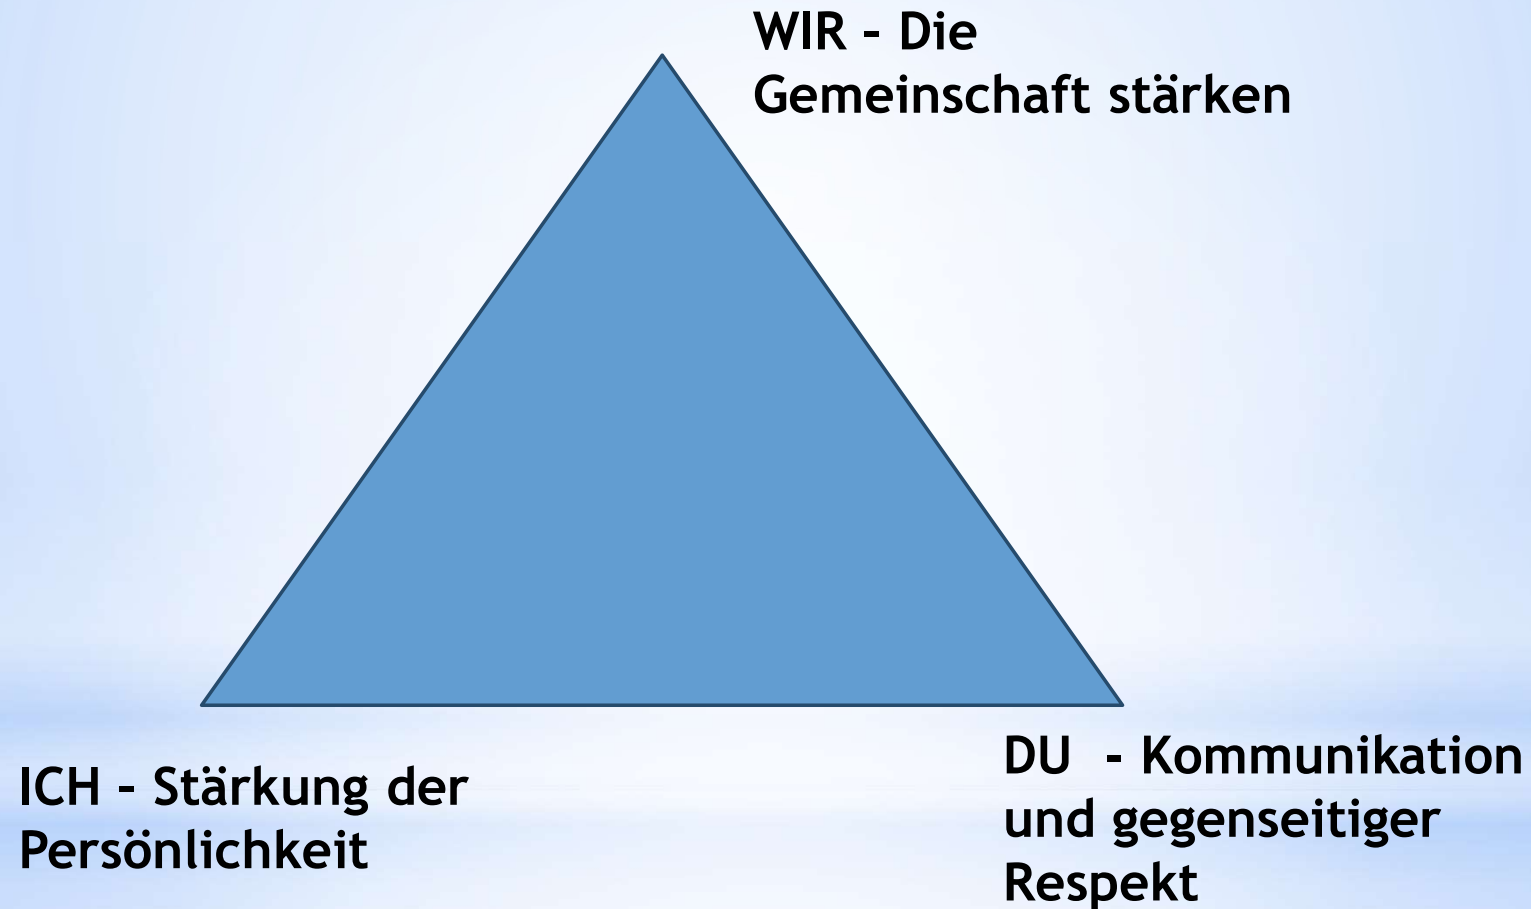 WIR – Die
Gemeinschaft stärken
ICH – Stärkung der
Persönlichkeit
DU  - Kommunikation
und gegenseitiger
Respekt